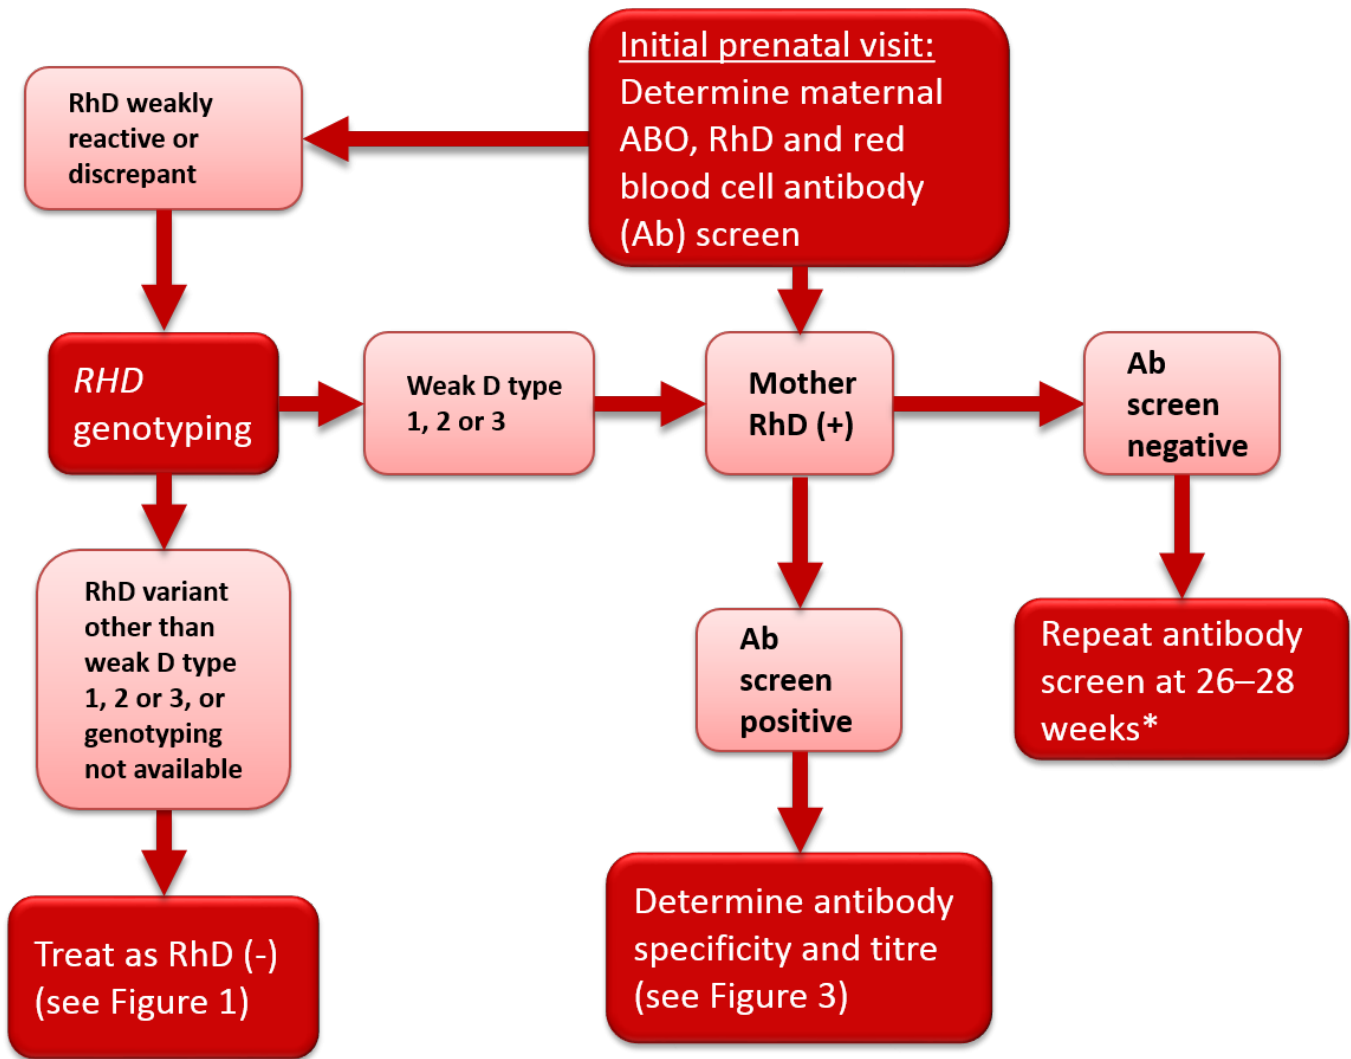 Initial prenatal visit:
Determine maternal
ABO, RhD and red
blood cell antibody
(Ab) screen
RhD weakly
reactive or
discrepant
RHD
genotyping
Weak D type
1, 2 or 3
Mother
RhD (+)
Ab
screen
negative
RhD variant
other than
weak D type
1, 2 or 3, or
genotyping
not available
Ab
screen
positive
Repeat antibody
screen at 26–28
weeks*
Treat as RhD (-)
(see Figure 1)
Determine antibody
specificity and titre
(see Figure 3)